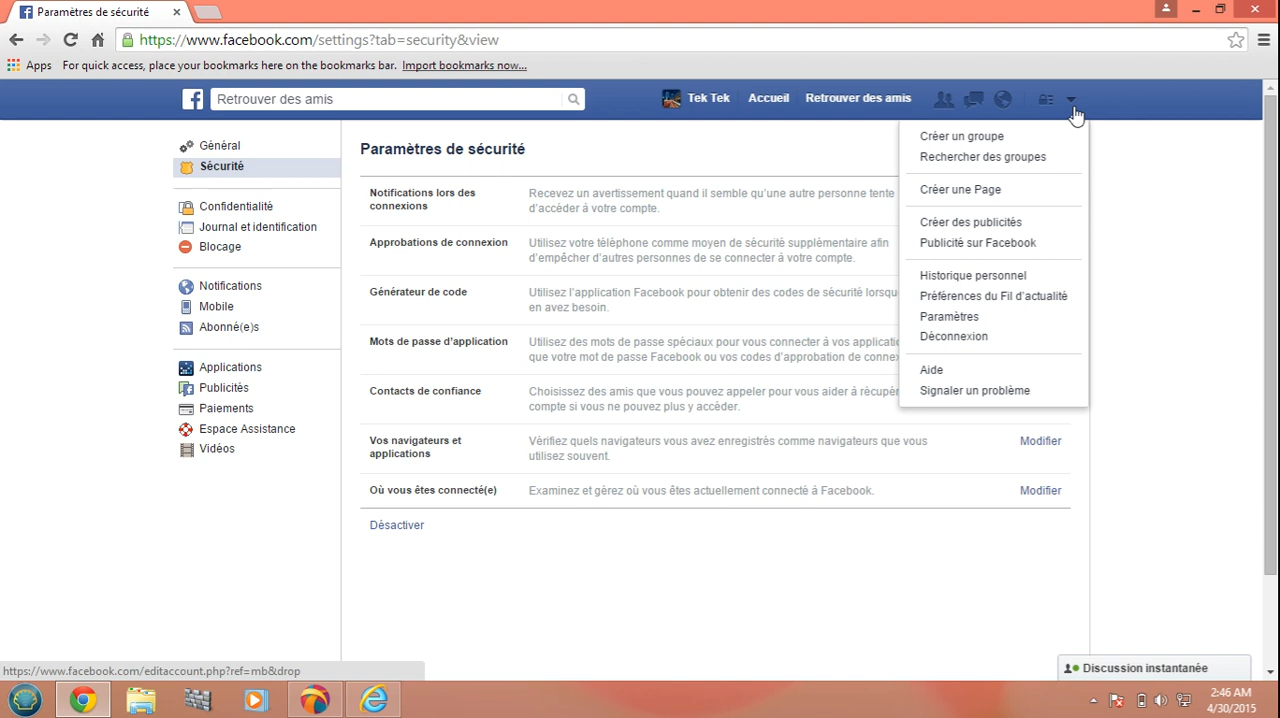 Paramètres de sécurité
https://www.facebook.com/settings?tab=security&view
Apps For quick access, place your bookmarks here on the bookmarks bar. Import bookmarks now...
Retrouver des amis
Tek Tek Accueil Retrouver des amis
Général
Sécurité
Confidentialité
Journal et identification
Blocage
Notifications
Mobile
Abonné(e)s
Applications
Publicités
Paiements
Espace Assistance
Vidéos
Paramètres de sécurité
Notifications lors des
connexions
Recevez un avertissement quand il semble qu'une autre personne tente
d'accéder à votre compte.
Approbations de connexion
Utilisez votre téléphone comme moyen de sécurité supplémentaire afin
d'empêcher d'autres personnes de se connecter à votre compte.
Générateur de code
Utilisez l'application Facebook pour obtenir des codes de sécurité lorsqu
en avez besoin.
Mots de passe d'application
Utilisez des mots de passe spéciaux pour vous connecter à vos applicatio
que votre mot de passe Facebook ou vos codes d'approbation de conne
Contacts de confiance
Choisissez des amis que vous pouvez appeler pour vous aider à récupé
compte si vous ne pouvez plus y accéder.
Vos navigateurs et
applications
Vérifiez quels navigateurs vous avez enregistrés comme navigateurs que vous
utilisez souvent.
Modifier
Où vous êtes connecté(e)
Examinez et gérez où vous êtes actuellement connecté à Facebook.
Modifier
Désactiver
Créer un groupe
Rechercher des groupes
Créer une Page
Créer des publicités
Publicité sur Facebook
Historique personnel
Préférences du Fil d'actualité
Paramètres
Déconnexion
Aide
Signaler un problème
https://www.facebook.com/editaccount.php?ref=mb&drop
Discussion instantanée
2:46 AM
4/30/2015